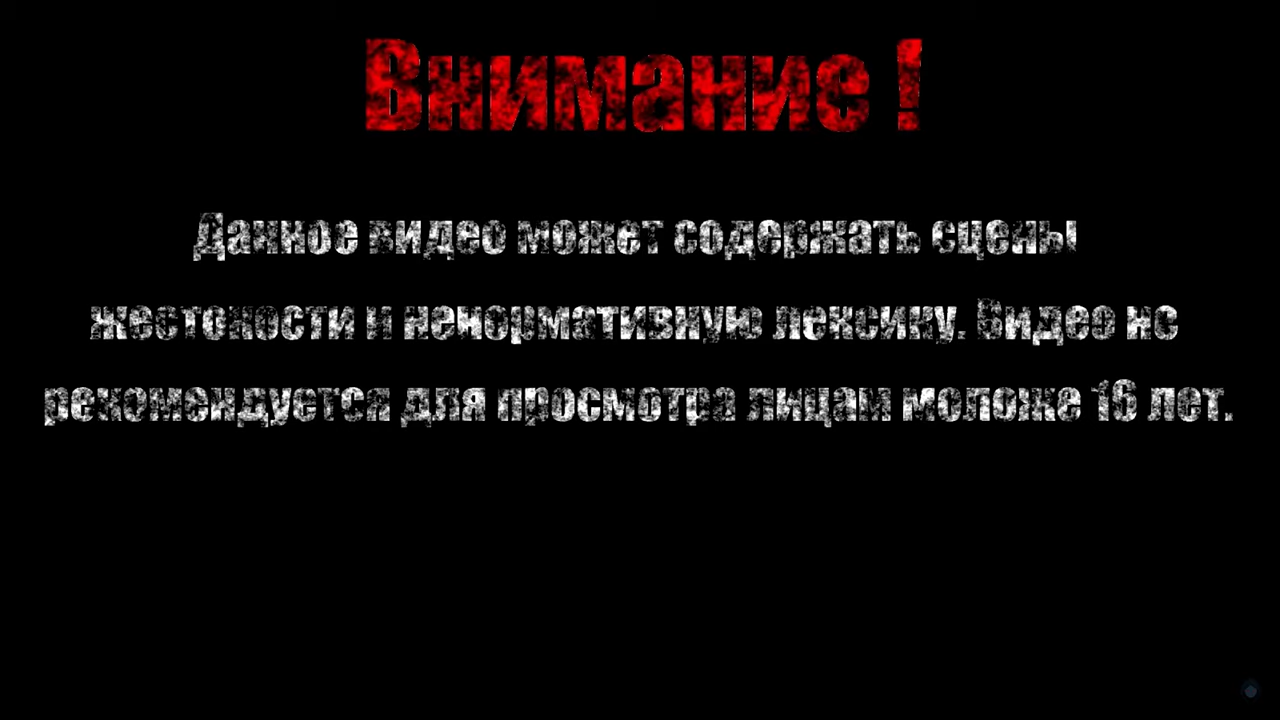 Внимание !
Данное видео может содержать сцены
жестокости и ненормативную лексику. Видео не
рекомендуется для просмотра лицам моложе 16 лет.